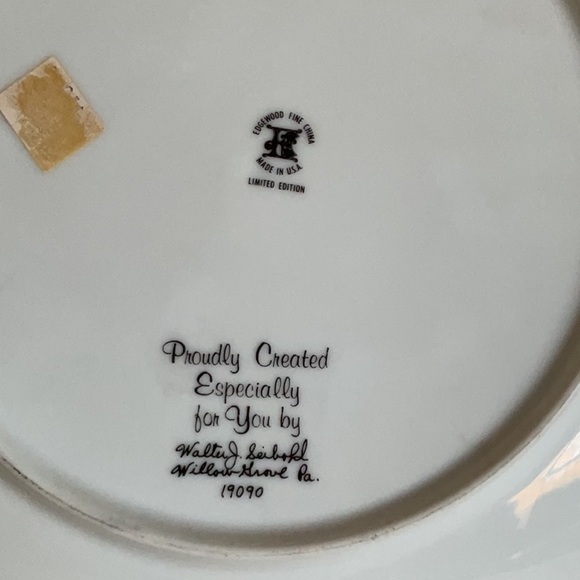 EDGEWOOD FINE CHINA
E
MADE IN U.S.A.
LIMITED EDITION
Proudly Created
Especially
for You by
Walter J. Seibold
Willow Grove Pa.
19090